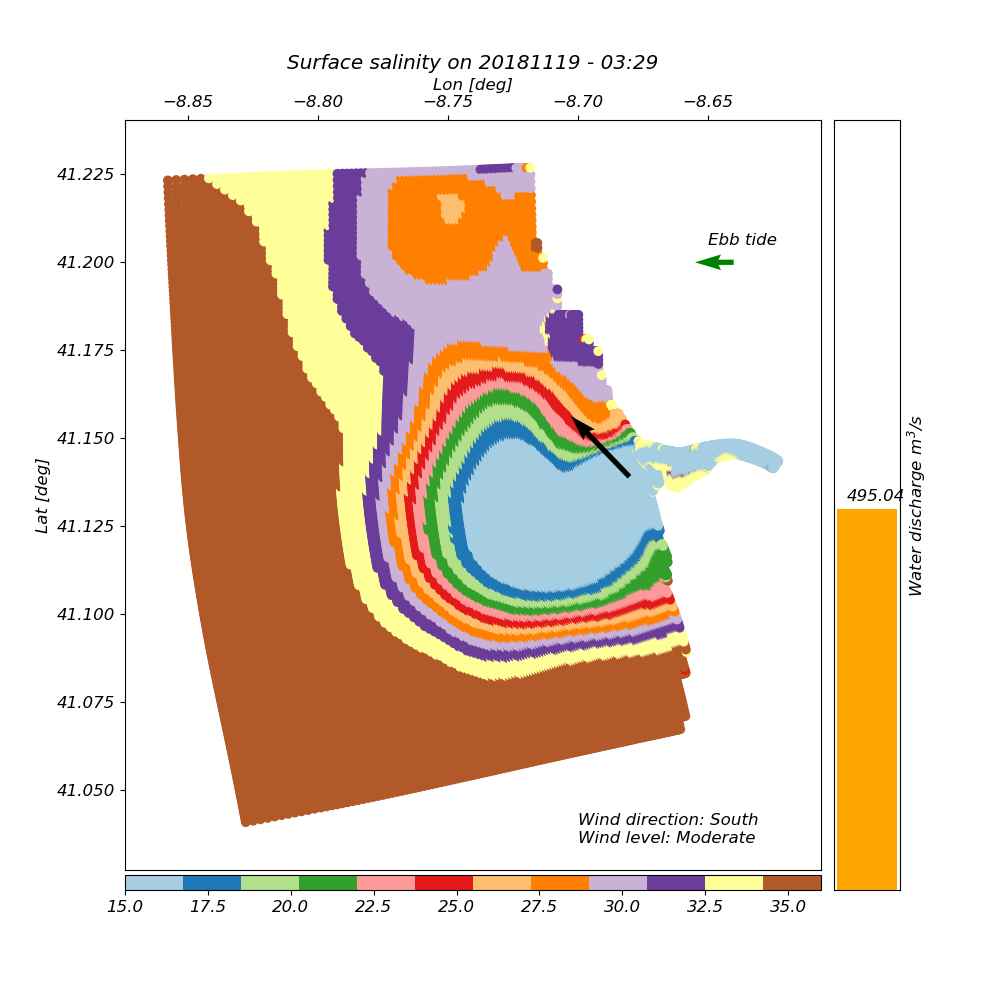 Surface salinity on 20181119 - 03:29
Lon [deg]
−8.85 −8.80 −8.75 −8.70 −8.65
41.225
41.200
41.175
41.150
41.125
41.100
41.075
41.050
Lat [deg]
Ebb tide
Wind direction: South
Wind level: Moderate
495.04
Water discharge m³/s
15.0 17.5 20.0 22.5 25.0 27.5 30.0 32.5 35.0